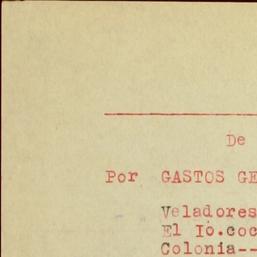 De
Por GASTOS GE
Veladores
El Io.coc
Colonia--